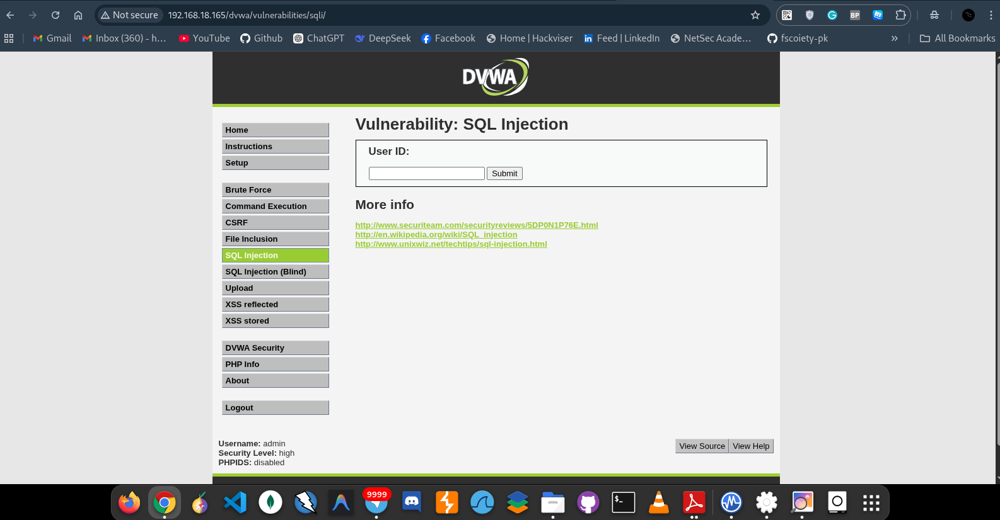 Not secure 192.168.18.165/dvwa/vulnerabilities/sqli/
BP
Gmail Inbox (360) - h... YouTube Github ChatGPT DeepSeek Facebook Home | Hackviser Feed | LinkedIn NetSec Acade... fscoiety-pk » All Bookmarks
DVWA
Home
Instructions
Setup
Brute Force
Command Execution
CSRF
File Inclusion
SQL Injection
SQL Injection (Blind)
Upload
XSS reflected
XSS stored
DVWA Security
PHP Info
About
Logout
Vulnerability: SQL Injection
User ID:
Submit
More info
http://www.securiteam.com/securityreviews/5DP0N1P76E.html
http://en.wikipedia.org/wiki/SQL_injection
http://www.unixwiz.net/techtips/sql-injection.html
Username: admin
Security Level: high
PHPIDS: disabled
View Source View Help
9999
$_